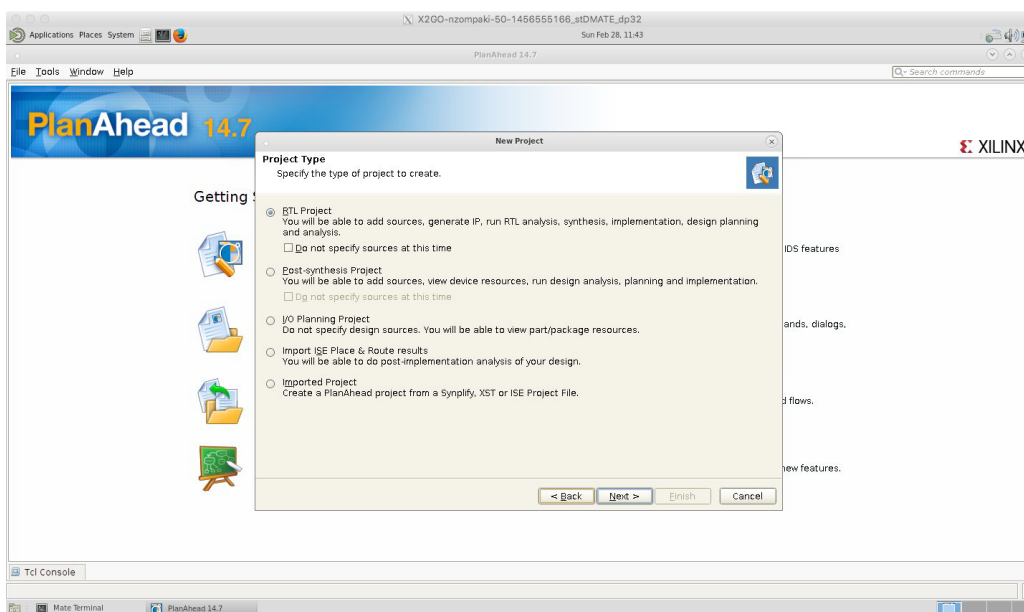 X2GO-nzompaki-50-1456555166_stDMATE_dp32
Applications Places System
Sun Feb 28, 11:43
PlanAhead 14.7
File Tools Window Help
Search commands
PlanAhead 14.7
XILINX
New Project
Project Type
Specify the type of project to create.
Getting
RTL Project
You will be able to add sources, generate IP, run RTL analysis, synthesis, implementation, design planning
and analysis.
Do not specify sources at this time
IDS features
Post-synthesis Project
You will be able to add sources, view device resources, run design analysis, planning and implementation.
Do not specify sources at this time
I/O Planning Project
ands, dialogs,
Do not specify design sources. You will be able to view part/package resources.
Import ISE Place & Route results
You will be able to do post-implementation analysis of your design.
Imported Project
Create a PlanAhead project from a Synplify, XST or ISE Project File.
d flows.
new features.
< Back Next > Finish Cancel
Tcl Console
Mate Terminal PlanAhead 14.7